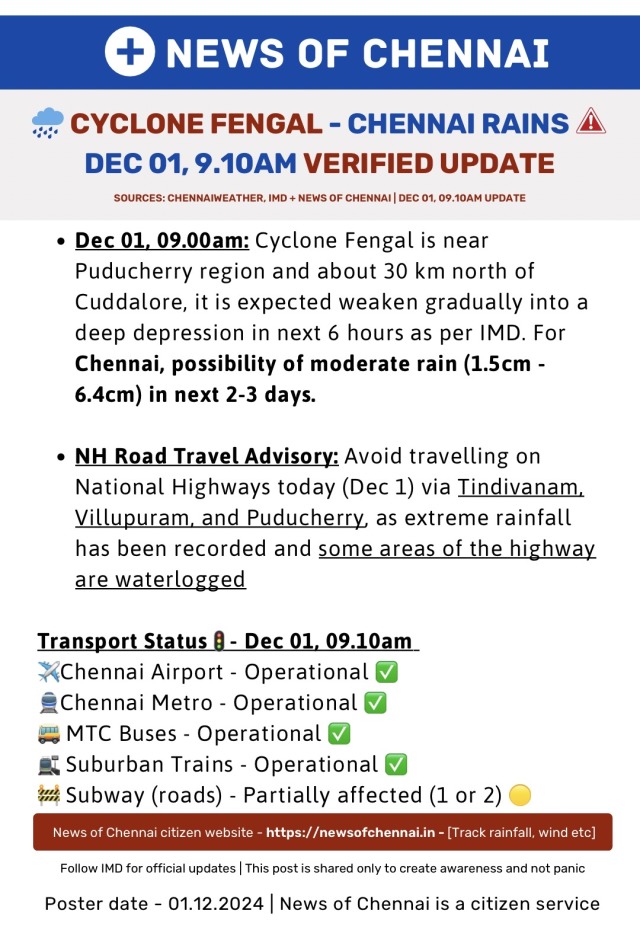 NEWS OF CHENNAI
CYCLONE FENGAL - CHENNAI RAINS
DEC 01, 9.10AM VERIFIED UPDATE
SOURCES: CHENNAIWEATHER, IMD + NEWS OF CHENNAI | DEC 01, 09.10AM UPDATE
• Dec 01, 09.00am: Cyclone Fengal is near
Puducherry region and about 30 km north of
Cuddalore, it is expected weaken gradually into a
deep depression in next 6 hours as per IMD. For
Chennai, possibility of moderate rain (1.5cm -
6.4cm) in next 2-3 days.
• NH Road Travel Advisory: Avoid travelling on
National Highways today (Dec 1) via Tindivanam,
Villupuram, and Puducherry, as extreme rainfall
has been recorded and some areas of the highway
are waterlogged
Transport Status🚦- Dec 01, 09.10am
✈️Chennai Airport - Operational ✅
🚆Chennai Metro - Operational ✅
🚌 MTC Buses - Operational ✅
🚉 Suburban Trains - Operational ✅
🚧 Subway (roads) - Partially affected (1 or 2) 🟡
News of Chennai citizen website - https://newsofchennai.in - [Track rainfall, wind etc]
Follow IMD for official updates | This post is shared only to create awareness and not panic
Poster date - 01.12.2024 | News of Chennai is a citizen service